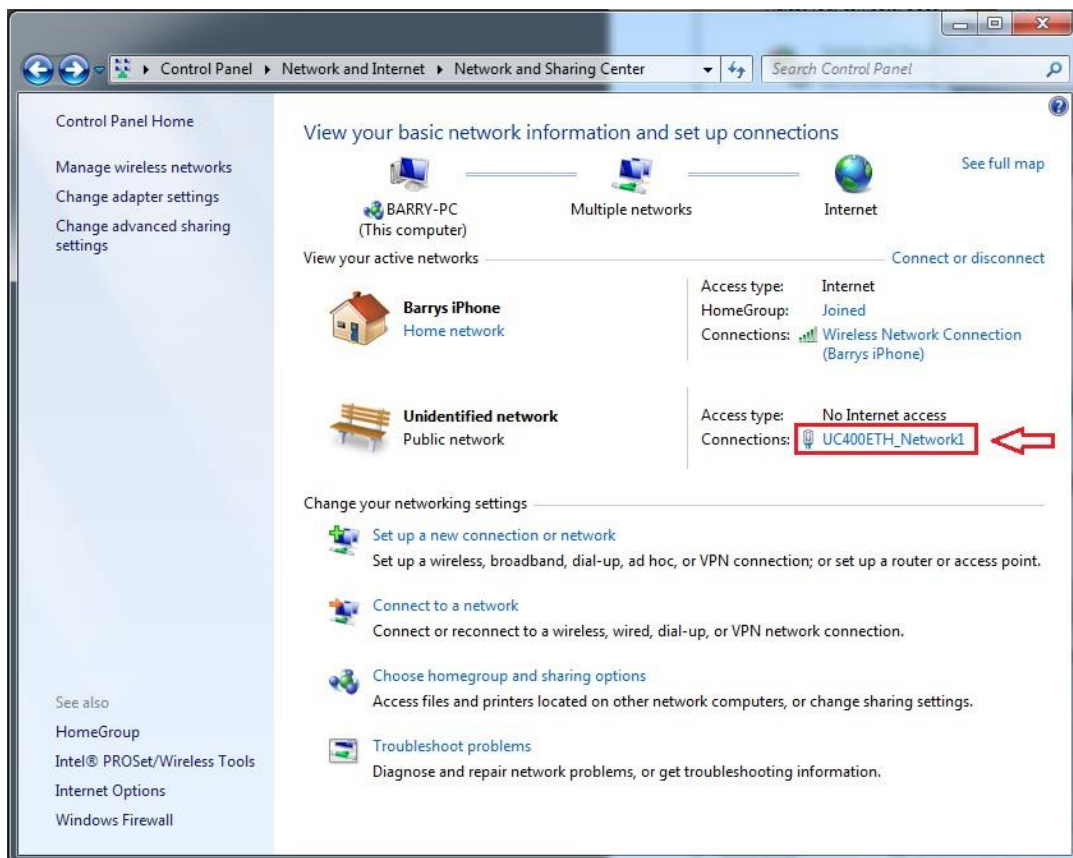 Control Panel ▸ Network and Internet ▸ Network and Sharing Center
Search Control Panel
Control Panel Home
Manage wireless networks
Change adapter settings
Change advanced sharing
settings
See also
HomeGroup
Intel® PROSet/Wireless Tools
Internet Options
Windows Firewall
View your basic network information and set up connections
See full map
BARRY-PC
(This computer)
Multiple networks
Internet
View your active networks
Connect or disconnect
Barrys iPhone
Home network
Access type: Internet
HomeGroup: Joined
Connections: Wireless Network Connection
(Barrys iPhone)
Unidentified network
Public network
Access type: No Internet access
Connections: UC400ETH_Network1
Change your networking settings
Set up a new connection or network
Set up a wireless, broadband, dial-up, ad hoc, or VPN connection; or set up a router or access point.
Connect to a network
Connect or reconnect to a wireless, wired, dial-up, or VPN network connection.
Choose homegroup and sharing options
Access files and printers located on other network computers, or change sharing settings.
Troubleshoot problems
Diagnose and repair network problems, or get troubleshooting information.